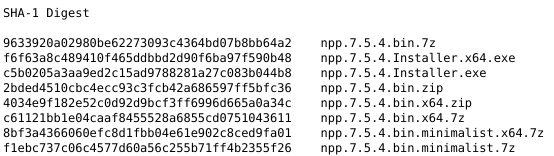 SHA-1 Digest
9633920a02980be62273093c4364bd07b8bb64a2    npp.7.5.4.bin.7z
f6f63a8c489410f465ddbbd2d90f6ba97f590b48    npp.7.5.4.Installer.x64.exe
c5b0205a3aa9ed2c15ad9788281a27c083b044b8    npp.7.5.4.Installer.exe
2bded4510cbc4ecc93c3fcb42a686597ff5bfc36    npp.7.5.4.bin.zip
4034e9f182e52c0d92d9bcf3ff6996d665a0a34c    npp.7.5.4.bin.x64.zip
c61121bb1e04caaf8455528a6855cd0751043611    npp.7.5.4.bin.x64.7z
8bf3a4366060efc8d1fbb04e61e902c8ced9fa01    npp.7.5.4.bin.minimalist.x64.7z
f1ebc737c06c4577d60a56c255b71ff4b2355f26    npp.7.5.4.bin.minimalist.7z